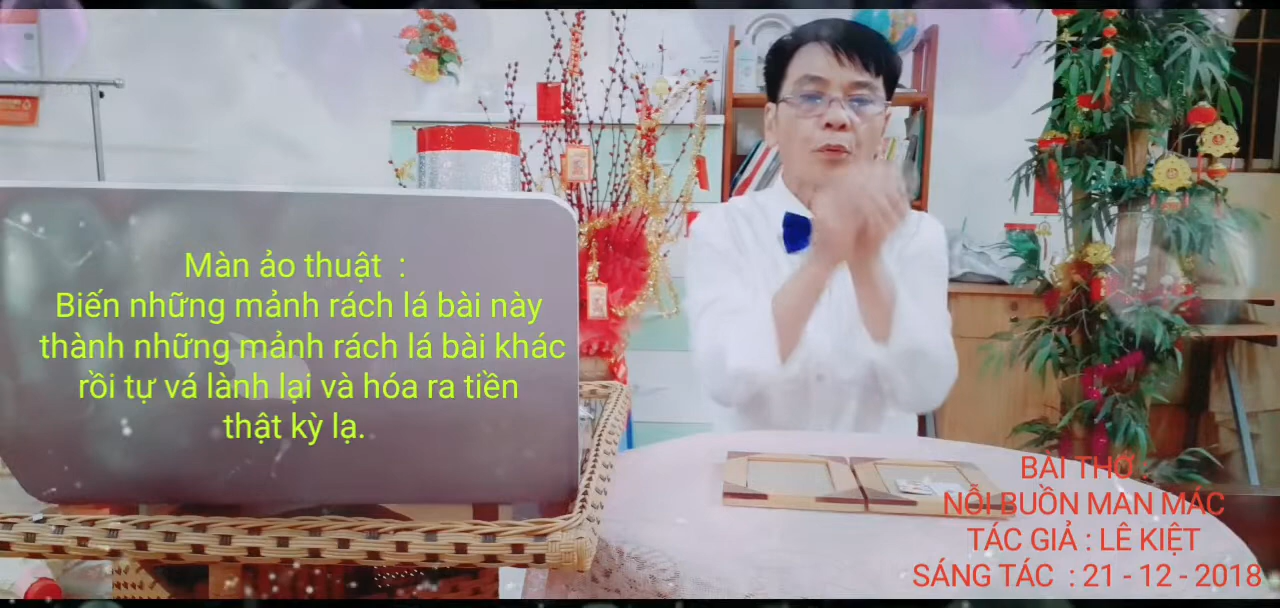 Màn ảo thuật :
Biến những mảnh rách lá bài này
thành những mảnh rách lá bài khác
rồi tự vá lành lại và hóa ra tiền
thật kỳ lạ.
BÀI THƠ :
NỖI BUỒN MAN MÁC
TÁC GIẢ : LÊ KIỆT
SÁNG TÁC : 21 - 12 - 2018